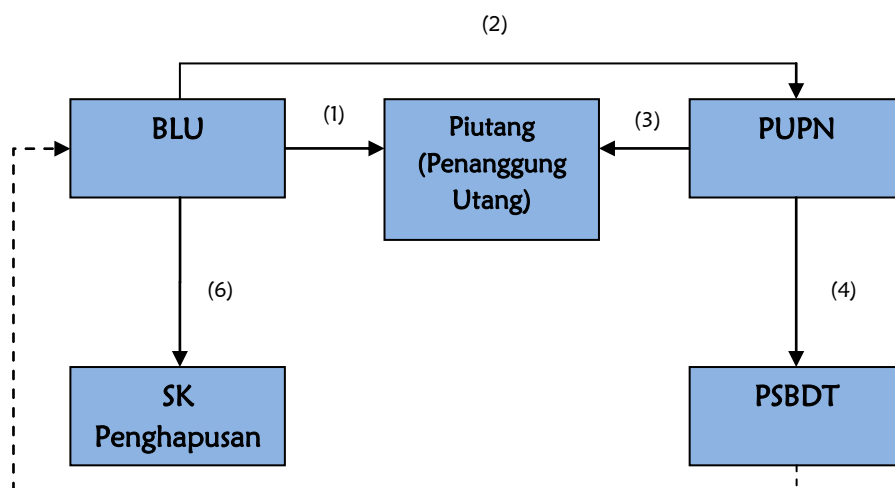 (2)
BLU
(1)
Piutang
(Penanggung
Utang)
(3)
PUPN
(6)
(4)
SK
Penghapusan
PSBDT